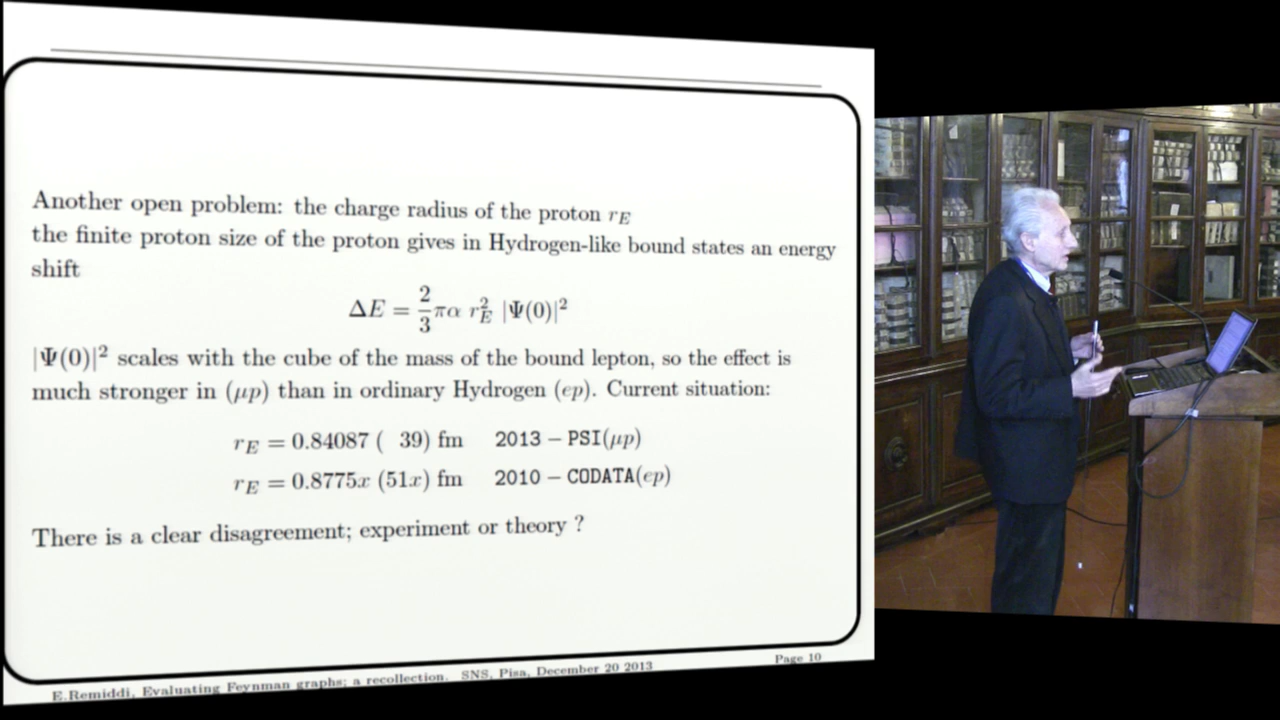 Another open problem: the charge radius of the proton r_E
the finite proton size of the proton gives in Hydrogen-like bound states an energy
shift
ΔE = 2/3 πα r_E^2 |Ψ(0)|^2
|Ψ(0)|^2 scales with the cube of the mass of the bound lepton, so the effect is
much stronger in (μp) than in ordinary Hydrogen (ep). Current situation:
r_E = 0.84087 ( 39) fm 2013 – PSI(μp)
r_E = 0.8775x (51x) fm 2010 – CODATA(ep)
There is a clear disagreement; experiment or theory ?
E.Remiddi, Evaluating Feynman graphs; a recollection. SNS, Pisa, December 20 2013
Page 10